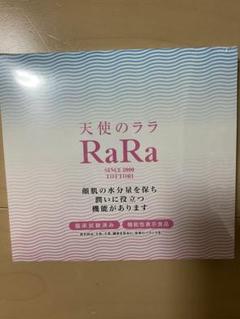 天使のララ
RaRa
SINCE 2000
TOTTORI
顔肌の水分量を保ち
潤いに役立つ
機能があります
臨床試験済み 機能性表示食品